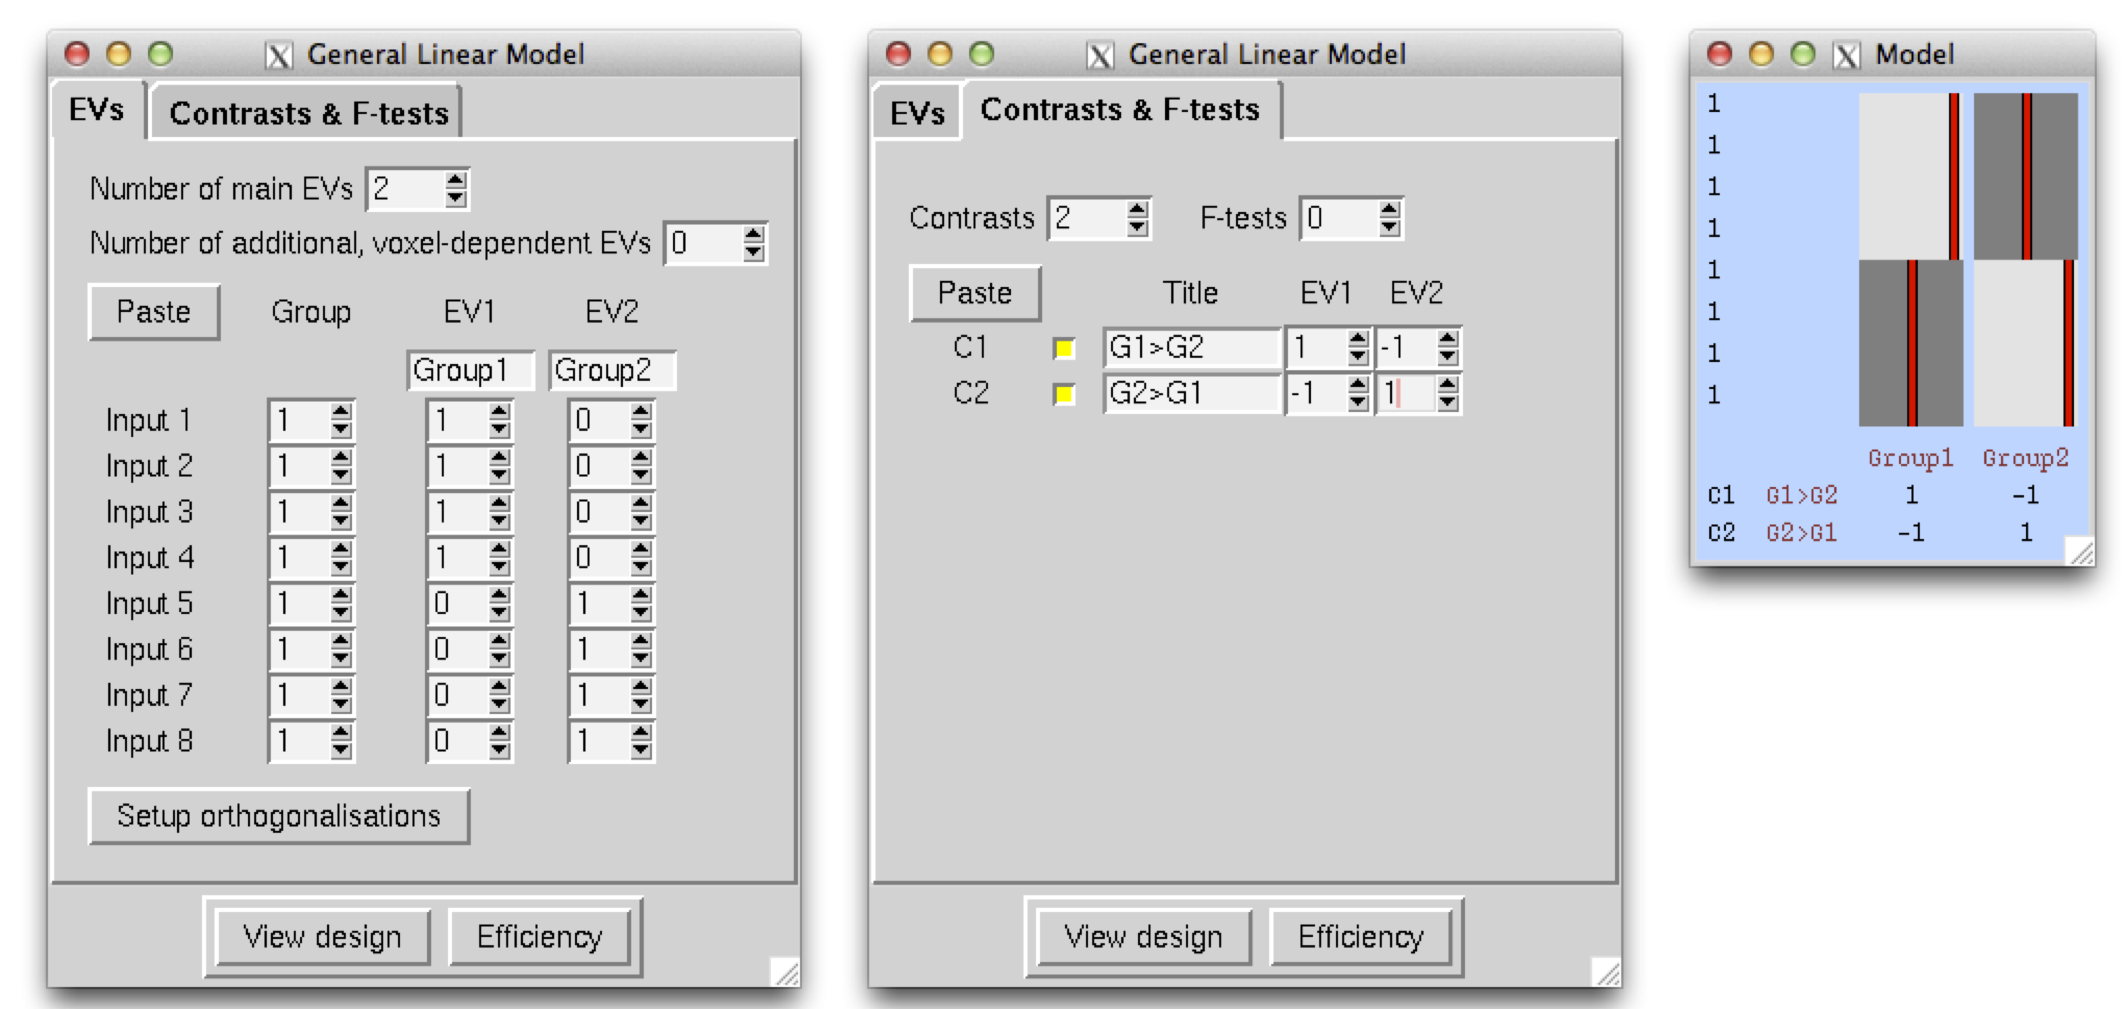 General Linear Model
EVs Contrasts & F-tests
Number of main EVs 2
Number of additional, voxel-dependent EVs 0
Paste Group EV1 EV2
Group1 Group2
Input 1 1 1 0
Input 2 1 1 0
Input 3 1 1 0
Input 4 1 1 0
Input 5 1 0 1
Input 6 1 0 1
Input 7 1 0 1
Input 8 1 0 1
Setup orthogonalisations
View design Efficiency
General Linear Model
EVs Contrasts & F-tests
Contrasts 2 F-tests 0
Paste Title EV1 EV2
C1 G1>G2 1 -1
C2 G2>G1 -1 1
View design Efficiency
Model
1
1
1
1
1
1
1
1
Group1 Group2
C1 G1>G2 1 -1
C2 G2>G1 -1 1